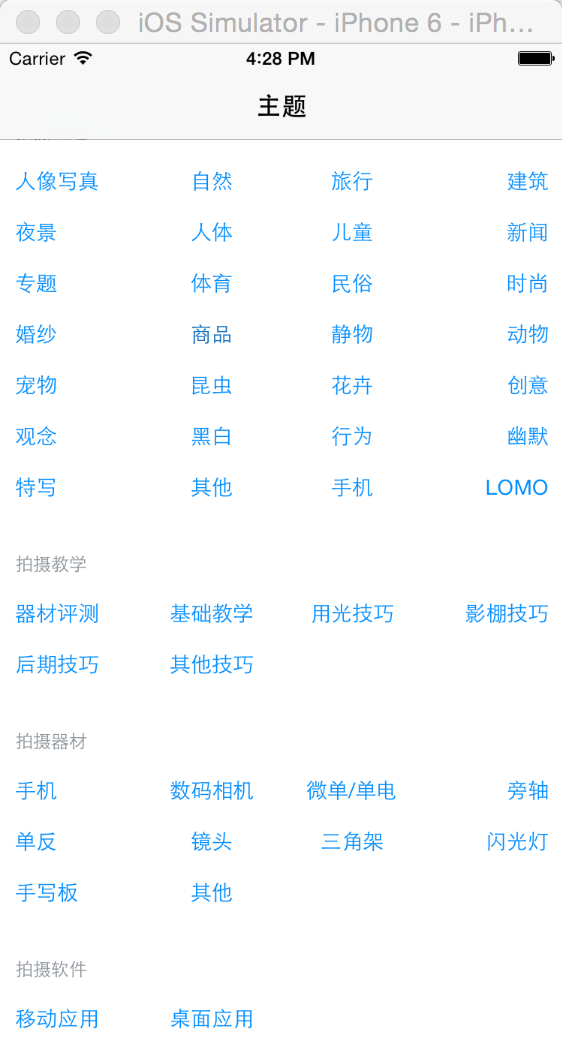 iOS Simulator - iPhone 6 - iPh...
Carrier 4:28 PM
主题
人像写真 自然 旅行 建筑
夜景 人体 儿童 新闻
专题 体育 民俗 时尚
婚纱 商品 静物 动物
宠物 昆虫 花卉 创意
观念 黑白 行为 幽默
特写 其他 手机 LOMO
拍摄教学
器材评测 基础教学 用光技巧 影棚技巧
后期技巧 其他技巧
拍摄器材
手机 数码相机 微单/单电 旁轴
单反 镜头 三角架 闪光灯
手写板 其他
拍摄软件
移动应用 桌面应用